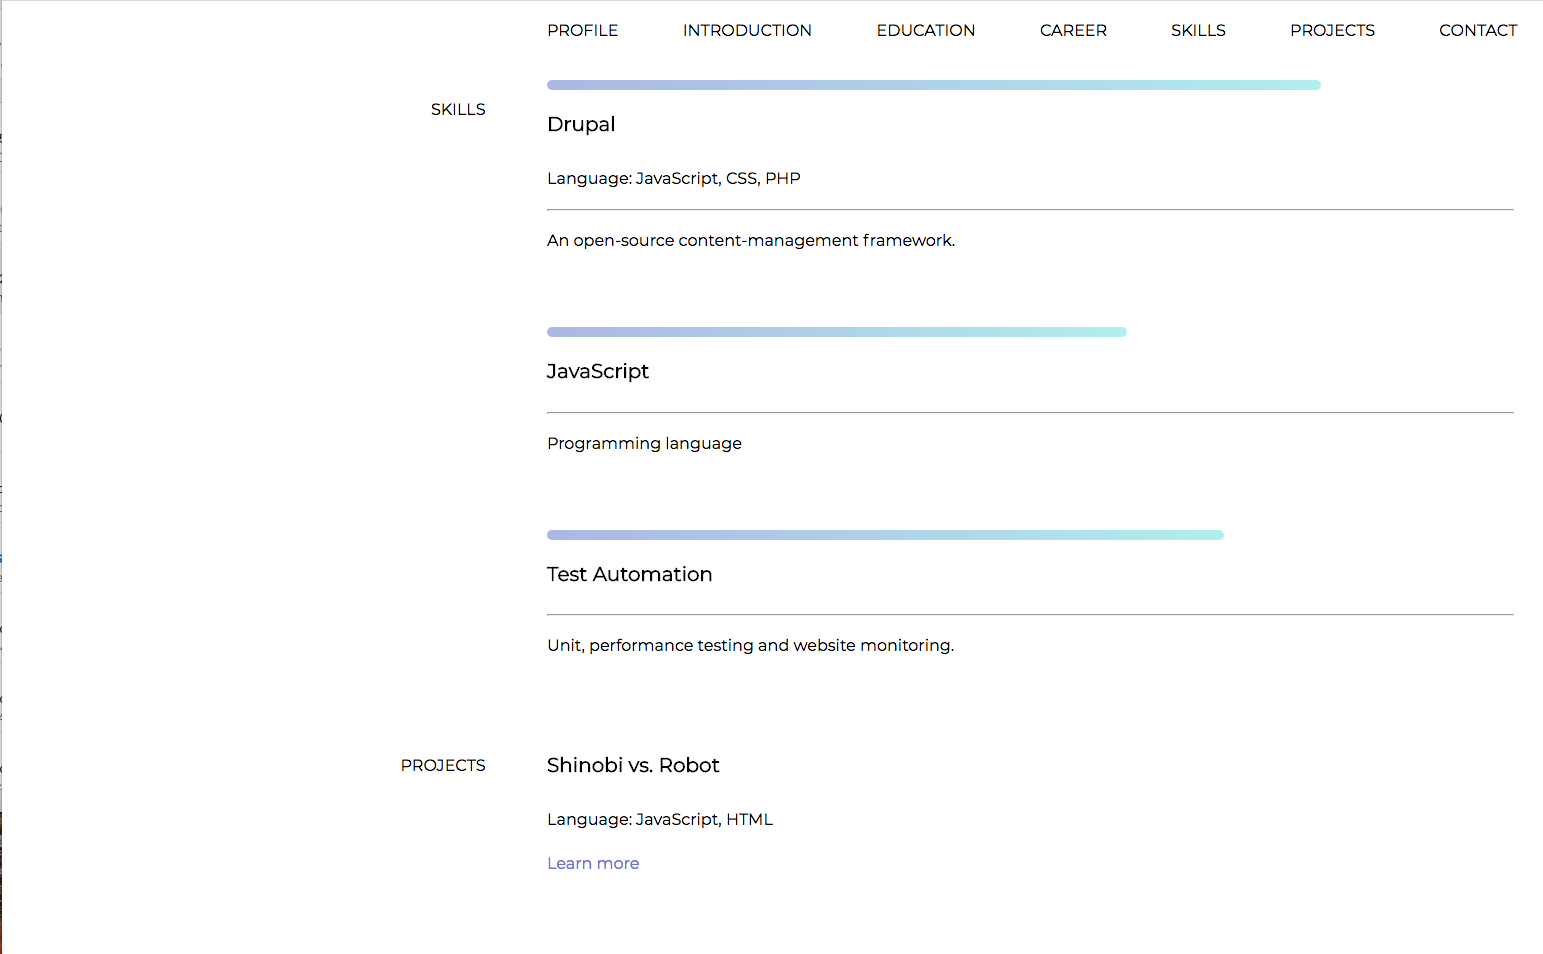 PROFILE INTRODUCTION EDUCATION CAREER SKILLS PROJECTS CONTACT
SKILLS
Drupal
Language: JavaScript, CSS, PHP
An open-source content-management framework.
JavaScript
Programming language
Test Automation
Unit, performance testing and website monitoring.
PROJECTS
Shinobi vs. Robot
Language: JavaScript, HTML
Learn more